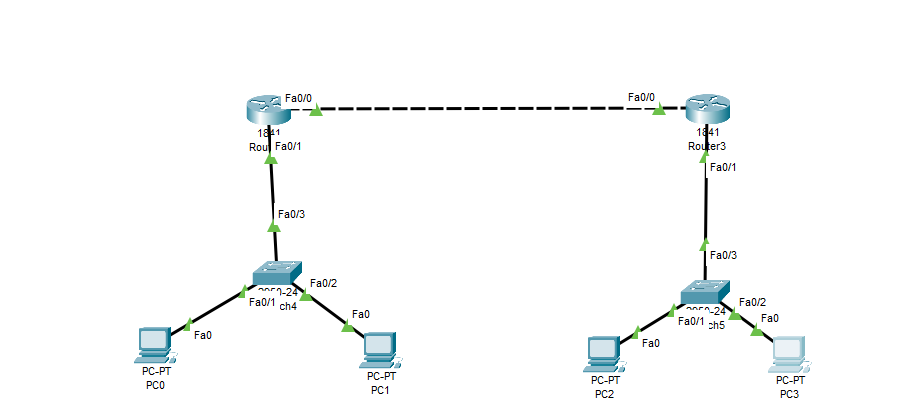 Fa0/0
Fa0/0
1841
1841
Router3
Fa0/1
Fa0/1
Fa0/3
Fa0/3
Fa0/2
Fa0/1
Fa0/2
Fa0/1
Fa0
Fa0
Fa0
Fa0
PC-PT
PC0
PC-PT
PC1
PC-PT
PC2
PC-PT
PC3